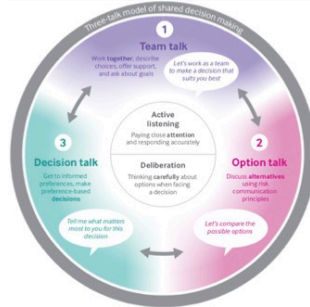 Three-talk model of shared decision making
1
Team talk
Work together, describe
choices, offer support,
and ask about goals
Let's work as a team
to make a decision that
suits you best
Active
listening
Paying close attention
and responding accurately
Deliberation
Thinking carefully about
options when facing
a decision
2
Option talk
Discuss alternatives
using risk
communication
principles
Let's compare the
possible options
3
Decision talk
Get to informed
preferences, make
preference-based
decisions
Tell me what matters
most to you for this
decision